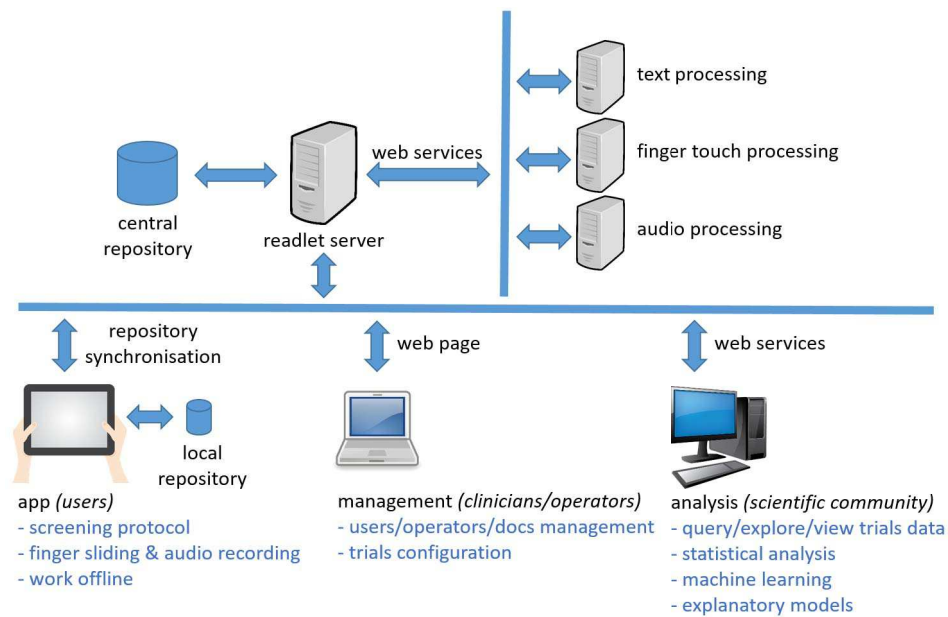 text processing
web services
finger touch processing
central
repository
readlet server
audio processing
repository
synchronisation
web page
web services
local
repository
app (users)
- screening protocol
- finger sliding & audio recording
- work offline
management (clinicians/operators)
- users/operators/docs management
- trials configuration
analysis (scientific community)
- query/explore/view trials data
- statistical analysis
- machine learning
- explanatory models